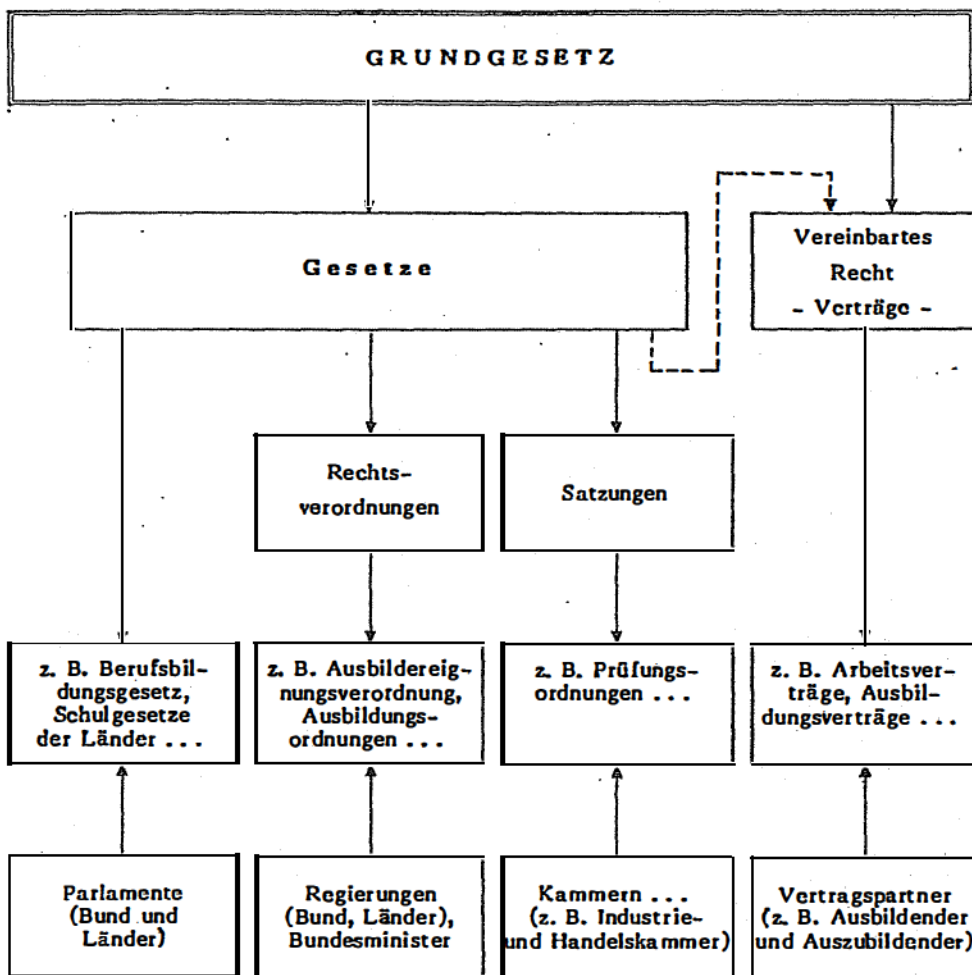 GRUNDGESETZ
Gesetze
Vereinbartes
Recht
- Verträge -
Rechts-
verordnungen
Satzungen
z. B. Berufsbil-
dungsgesetz,
Schulgesetze
der Länder ...
z. B. Ausbildereig-
nungsverordnung,
Ausbildungs-
ordnungen ...
z. B. Prüfungs-
ordnungen ...
z. B. Arbeitsver-
träge, Ausbil-
dungsverträge ...
Parlamente
(Bund und
Länder)
Regierungen
(Bund, Länder),
Bundesminister
Kammern ...
(z. B. Industrie-
und Handelskammer)
Vertragspartner
(z. B. Ausbildender
und Auszubildender)